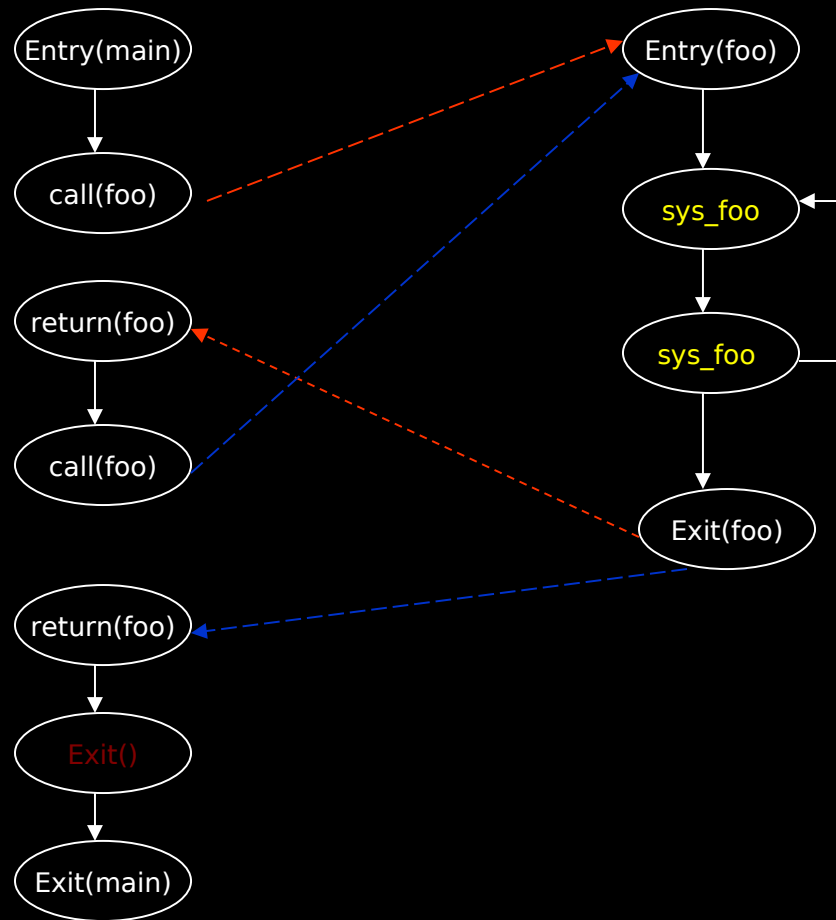 Entry(main)
call(foo)
return(foo)
call(foo)
return(foo)
Exit()
Exit(main)
Entry(foo)
sys_foo
sys_foo
Exit(foo)